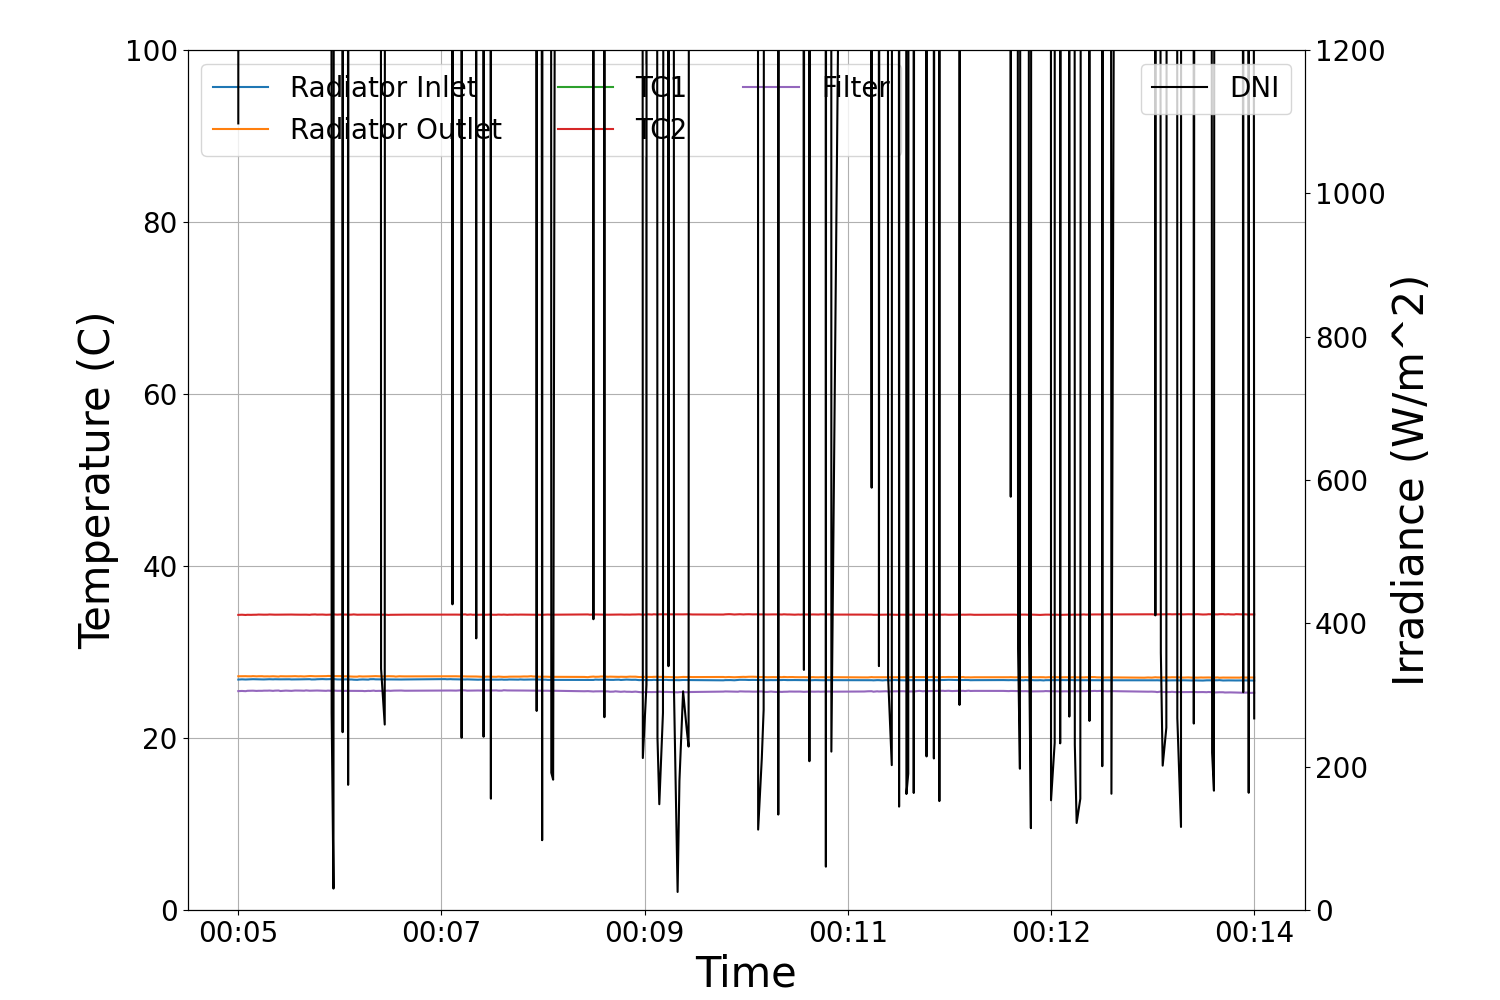 100
80
60
40
20
0
Temperature (C)
Radiator Inlet
Radiator Outlet
TC1
TC2
Filter
DNI
1200
1000
800
600
400
200
0
Irradiance (W/m^2)
00:05
00:07
00:09
00:11
00:12
00:14
Time